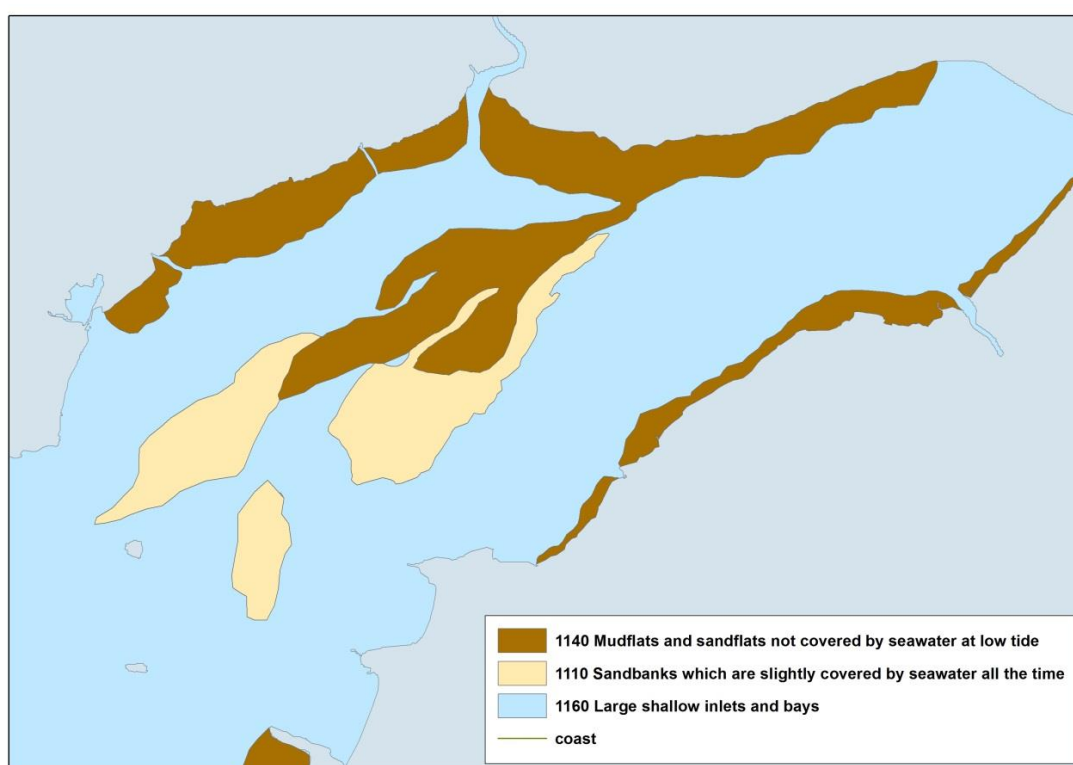 1140 Mudflats and sandflats not covered by seawater at low tide
1110 Sandbanks which are slightly covered by seawater all the time
1160 Large shallow inlets and bays
coast